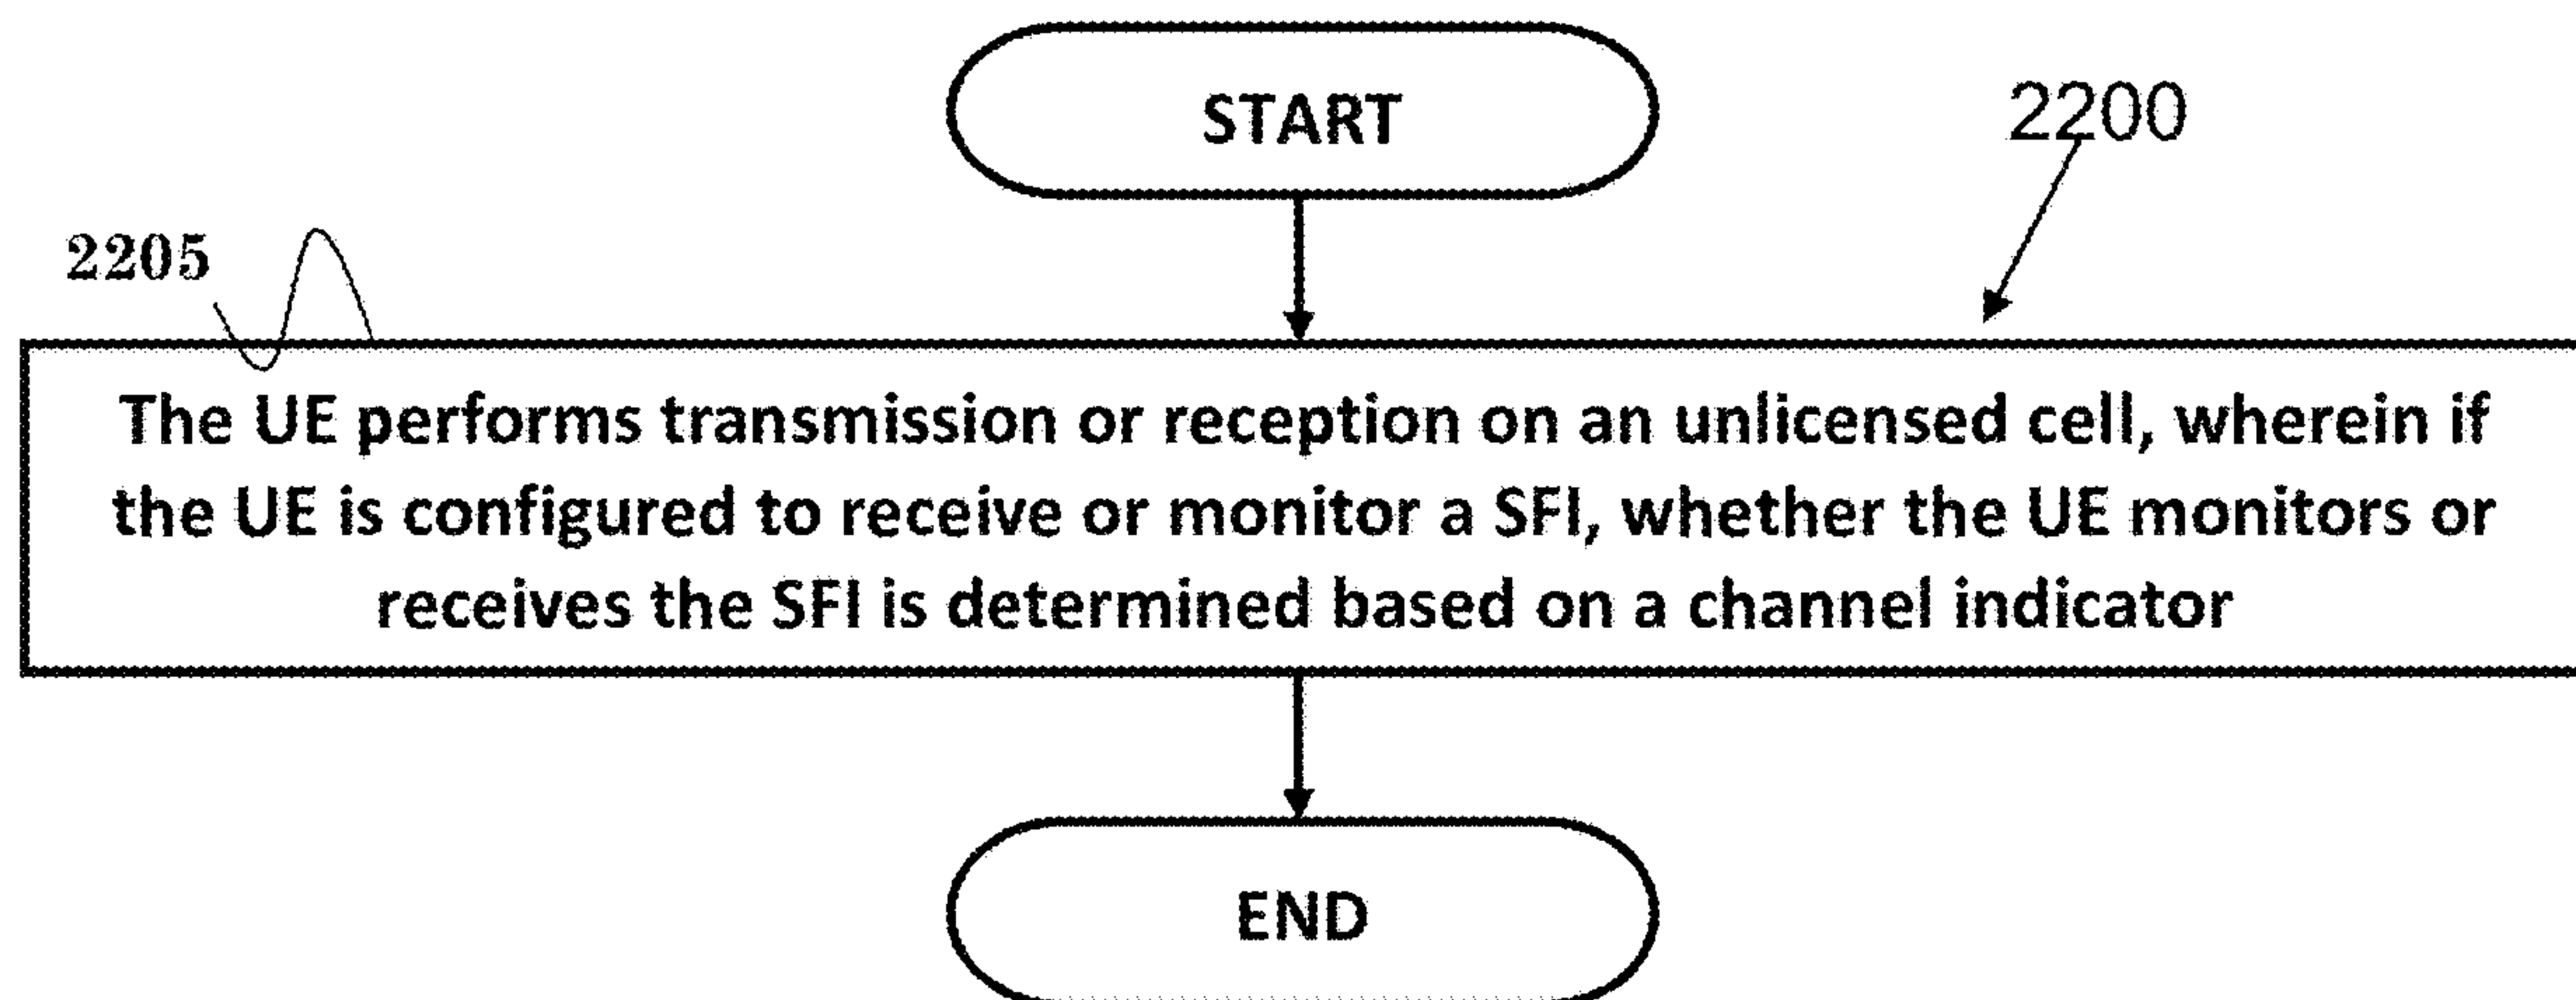 START
2200
2205
The UE performs transmission or reception on an unlicensed cell, wherein if
the UE is configured to receive or monitor a SFI, whether the UE monitors or
receives the SFI is determined based on a channel indicator
END